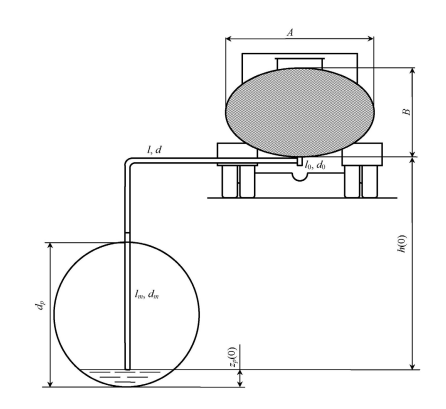 A
B
l, d
l₀, d₀
h(0)
dₚ
lₘ, dₘ
zₚ(0)